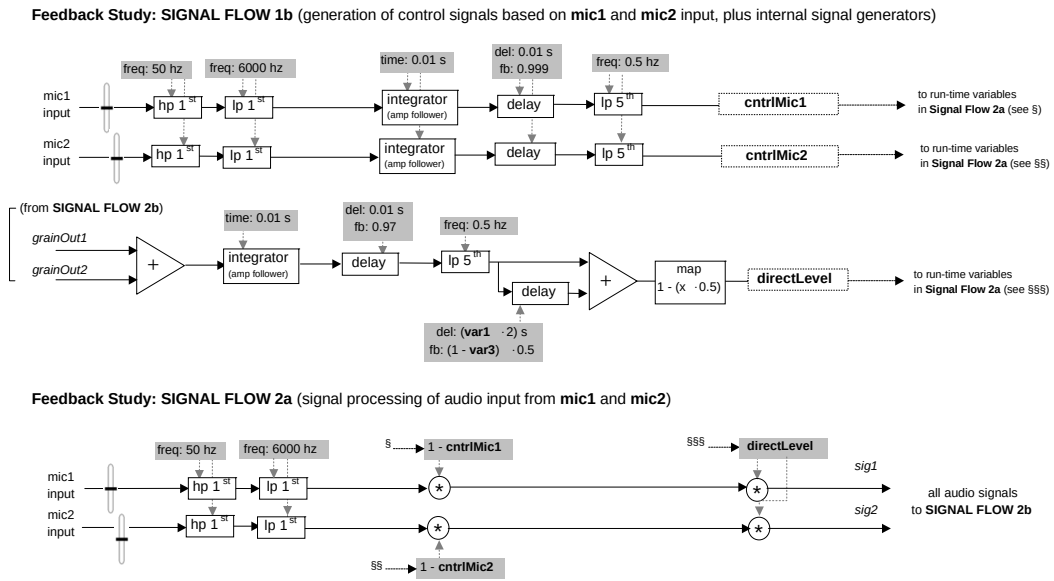 Feedback Study: SIGNAL FLOW 1b (generation of control signals based on mic1 and mic2 input, plus internal signal generators)
freq: 50 hz
freq: 6000 hz
time: 0.01 s
del: 0.01 s
fb: 0.999
freq: 0.5 hz
mic1
input
hp 1st
lp 1st
integrator
(amp follower)
delay
lp 5th
cntrlMic1
to run-time variables
in Signal Flow 2a (see §)
mic2
input
hp 1st
lp 1st
integrator
(amp follower)
delay
lp 5th
cntrlMic2
to run-time variables
in Signal Flow 2a (see §§)
(from SIGNAL FLOW 2b)
grainOut1
grainOut2
+
time: 0.01 s
integrator
(amp follower)
del: 0.01 s
fb: 0.97
delay
freq: 0.5 hz
lp 5th
delay
del: (var1 ·2) s
fb: (1 - var3) ·0.5
+
map
1 - (x ·0.5)
directLevel
to run-time variables
in Signal Flow 2a (see §§§)
Feedback Study: SIGNAL FLOW 2a (signal processing of audio input from mic1 and mic2)
freq: 50 hz
freq: 6000 hz
§
1 - cntrlMic1
§§§
directLevel
mic1
input
hp 1st
lp 1st
*
*
sig1
mic2
input
hp 1st
lp 1st
*
*
sig2
all audio signals
to SIGNAL FLOW 2b
§§
1 - cntrlMic2